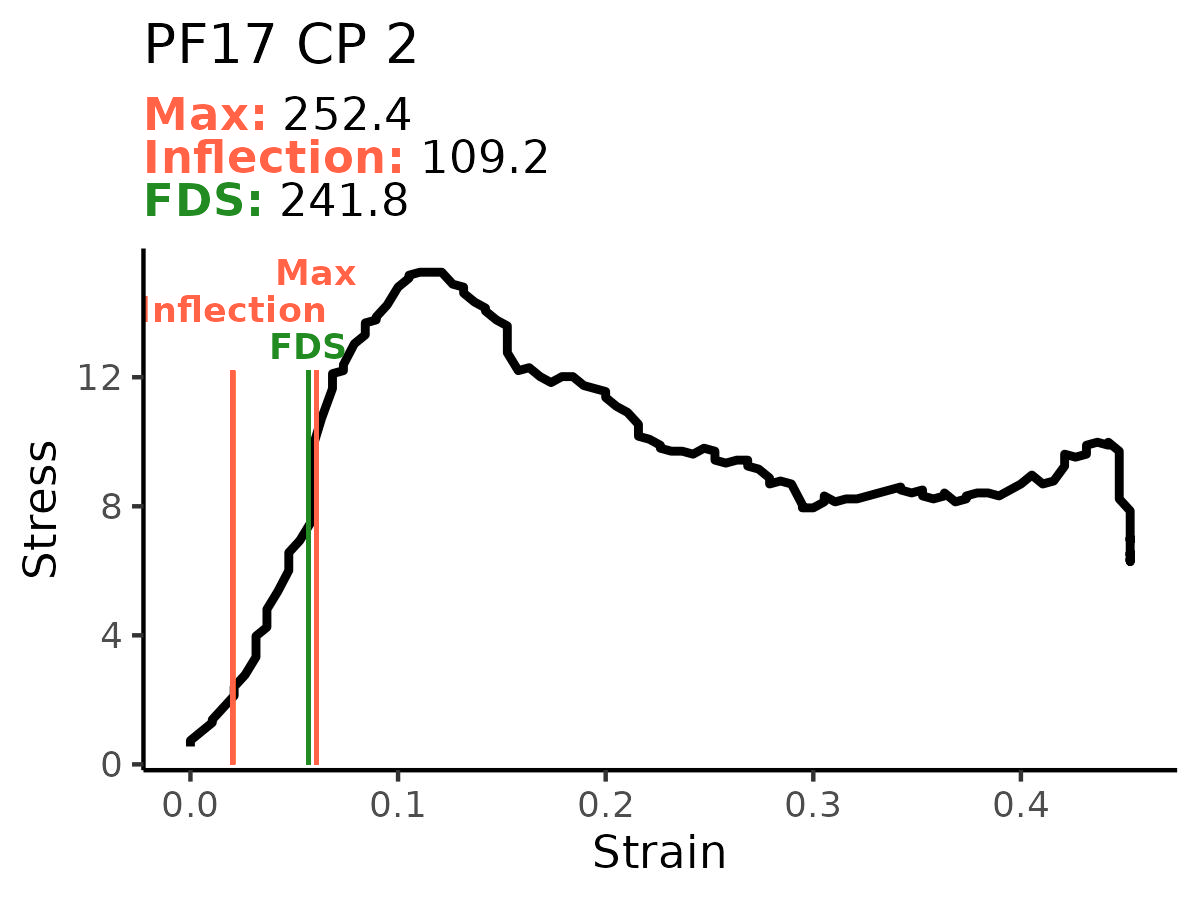 PF17 CP 2
Max: 252.4
Inflection: 109.2
FDS: 241.8
Max
Inflection
FDS
12
8
4
0
Stress
0.0 0.1 0.2 0.3 0.4
Strain